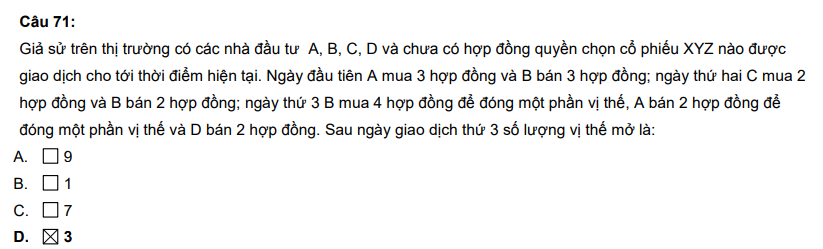 Câu 71:
Giả sử trên thị trường có các nhà đầu tư A, B, C, D và chưa có hợp đồng quyền chọn cổ phiếu XYZ nào được
giao dịch cho tới thời điểm hiện tại. Ngày đầu tiên A mua 3 hợp đồng và B bán 3 hợp đồng; ngày thứ hai C mua 2
hợp đồng và B bán 2 hợp đồng; ngày thứ 3 B mua 4 hợp đồng để đóng một phần vị thế, A bán 2 hợp đồng để
đóng một phần vị thế và D bán 2 hợp đồng. Sau ngày giao dịch thứ 3 số lượng vị thế mở là:
A. ☐ 9
B. ☐ 1
C. ☐ 7
D. ☒ 3